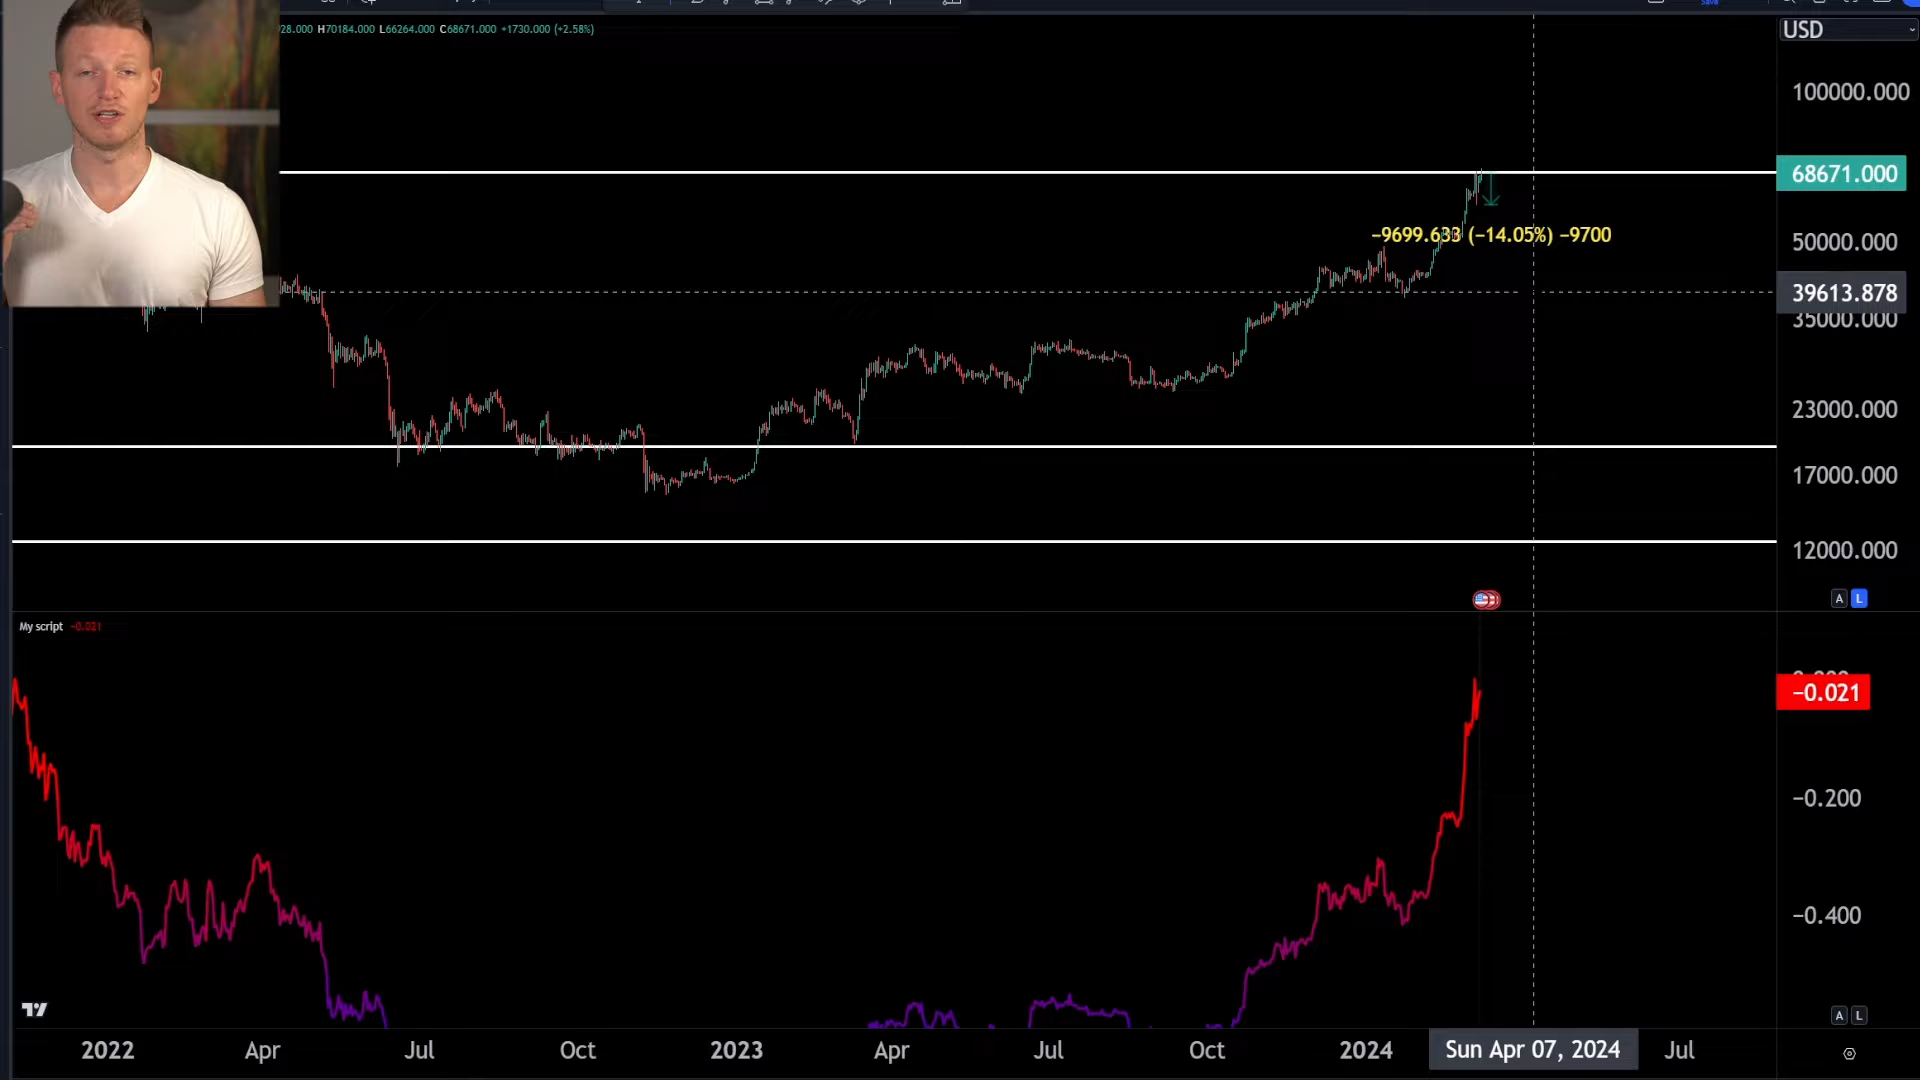 28.000 H70184.000 L66264.000 C68671.000 +1730.000 (+2.58%)
Save
USD
100000.000
68671.000
−9699.633 (−14.05%) −9700
50000.000
39613.878
35000.000
23000.000
17000.000
12000.000
A L
My script −0.021
−0.021
−0.200
−0.400
A L
2022 Apr Jul Oct 2023 Apr Jul Oct 2024 Sun Apr 07, 2024 Jul